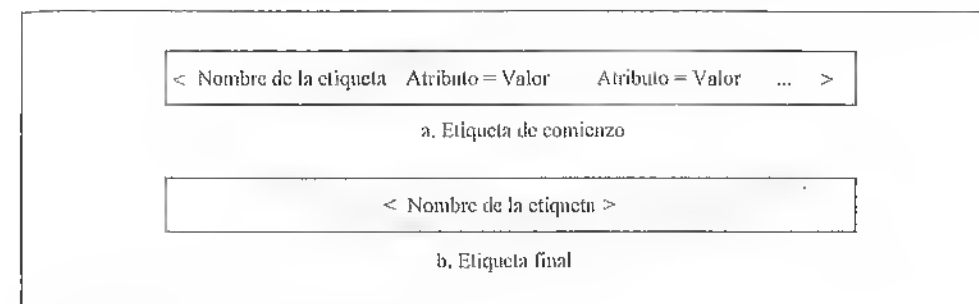 < Nombre de la etiqueta Atributo = Valor Atributo = Valor ... >
a. Etiqueta de comienzo
< Nombre de la etiqueta >
b. Etiqueta final